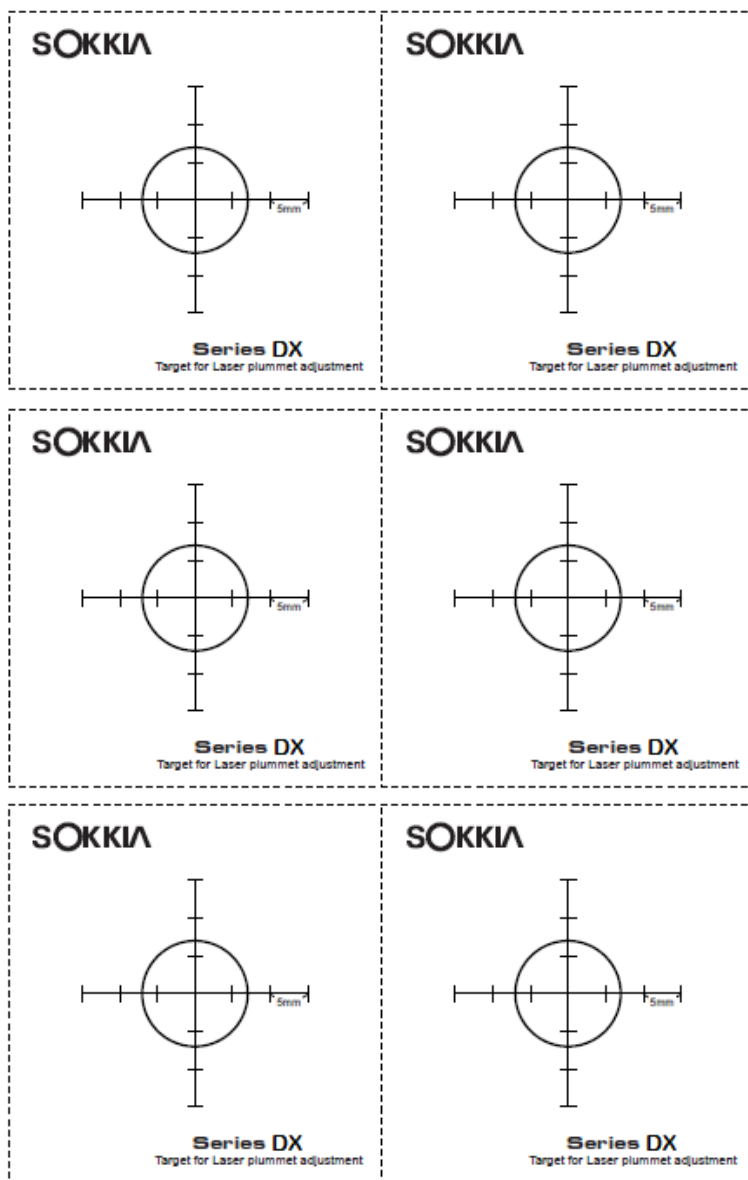 SOKKIA
SOKKIA
5mm
5mm
Series DX
Target for Laser plummet adjustment
Series DX
Target for Laser plummet adjustment
SOKKIA
SOKKIA
5mm
5mm
Series DX
Target for Laser plummet adjustment
Series DX
Target for Laser plummet adjustment
SOKKIA
SOKKIA
5mm
5mm
Series DX
Target for Laser plummet adjustment
Series DX
Target for Laser plummet adjustment